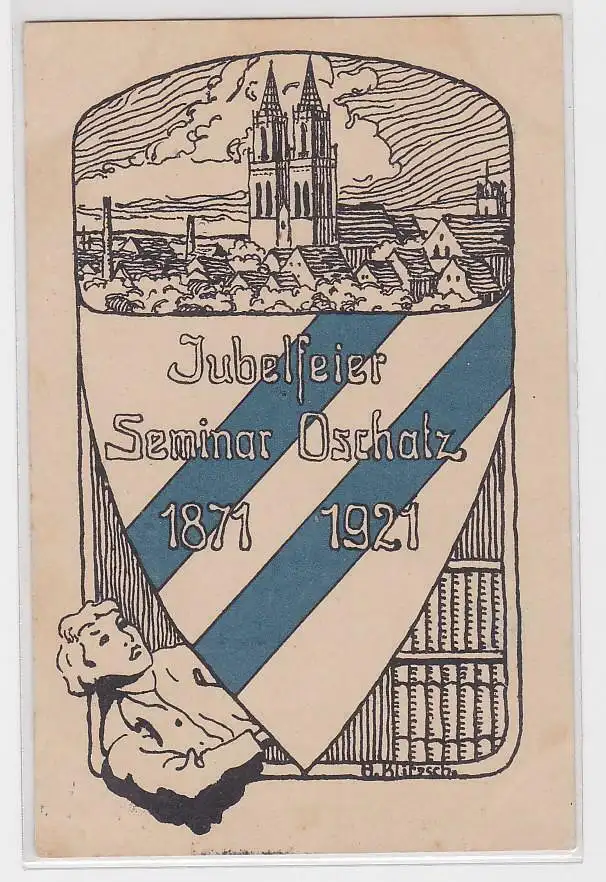 Jubelfeier
Seminar Oschatz
1871 1921